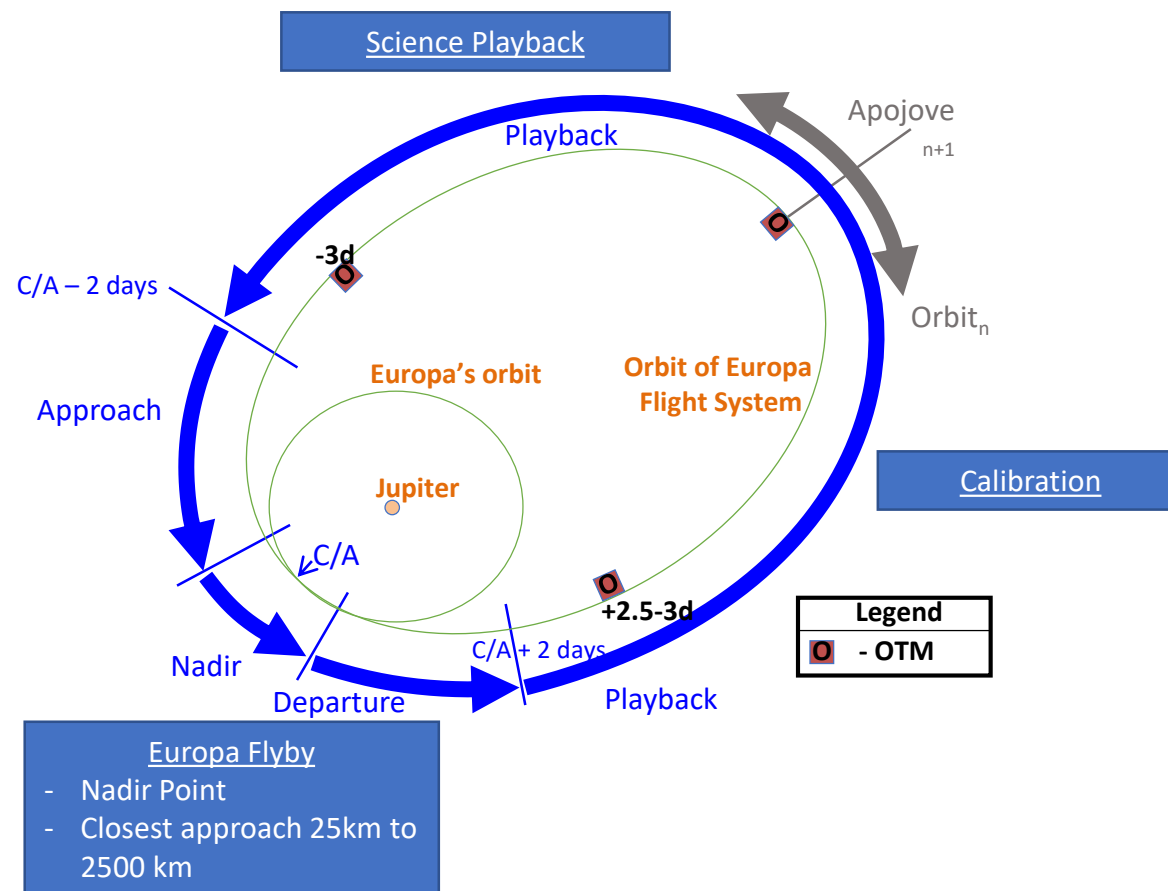 Science Playback
Playback
Apojove
n+1
-3d
O
O
C/A – 2 days
Orbitₙ
Europa's orbit
Orbit of Europa
Flight System
Approach
Jupiter
Calibration
C/A
O
+2.5-3d
Legend
O - OTM
C/A + 2 days
Nadir
Departure
Playback
Europa Flyby
- Nadir Point
- Closest approach 25km to
2500 km